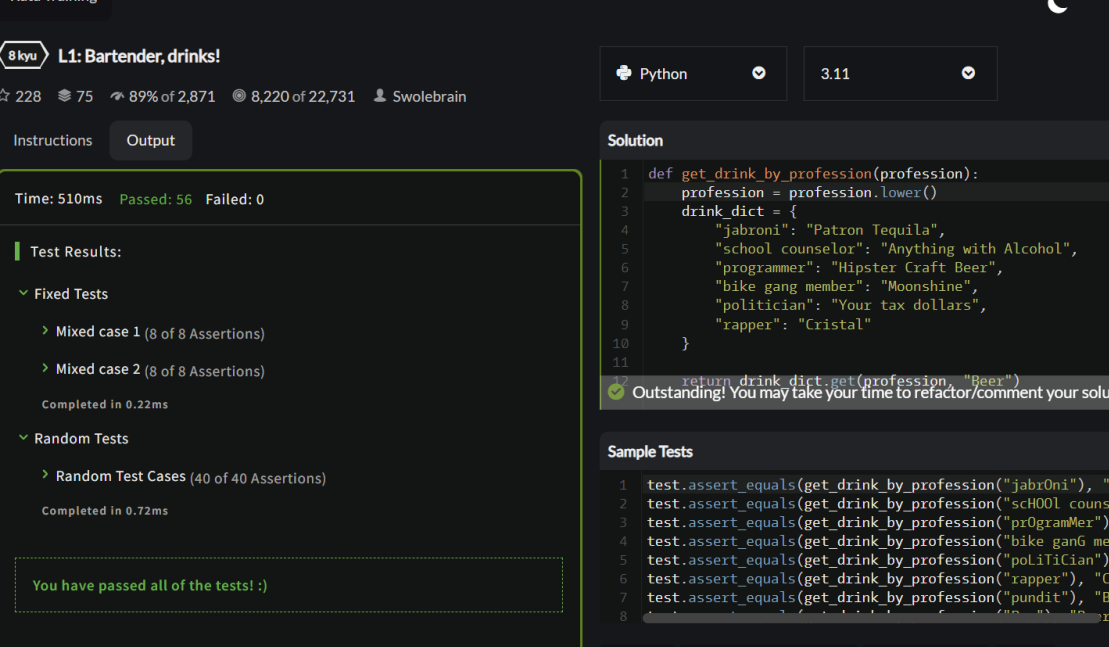 8 kyu
L1: Bartender, drinks!
228 75 89% of 2,871 8,220 of 22,731 Swolebrain
Instructions Output
Time: 510ms Passed: 56 Failed: 0
Test Results:
Fixed Tests
Mixed case 1 (8 of 8 Assertions)
Mixed case 2 (8 of 8 Assertions)
Completed in 0.22ms
Random Tests
Random Test Cases (40 of 40 Assertions)
Completed in 0.72ms
You have passed all of the tests! :)
Python 3.11
Solution
1 def get_drink_by_profession(profession):
2 profession = profession.lower()
3 drink_dict = {
4 "jabroni": "Patron Tequila",
5 "school counselor": "Anything with Alcohol",
6 "programmer": "Hipster Craft Beer",
7 "bike gang member": "Moonshine",
8 "politician": "Your tax dollars",
9 "rapper": "Cristal"
10 }
11
12 return drink_dict.get(profession, "Beer")
Outstanding! You may take your time to refactor/comment your
Sample Tests
1 test.assert_equals(get_drink_by_profession("jabrOni"), "
2 test.assert_equals(get_drink_by_profession("scHOOl
3 test.assert_equals(get_drink_by_profession("prOgramMer")
4 test.assert_equals(get_drink_by_profession("bike ganG
5 test.assert_equals(get_drink_by_profession("poLiTiCian")
6 test.assert_equals(get_drink_by_profession("rapper"),
7 test.assert_equals(get_drink_by_profession("pundit"),
8